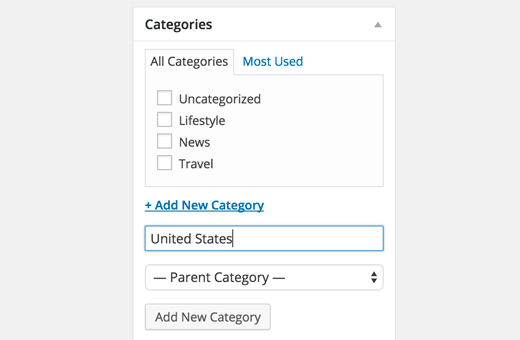 Categories
All Categories Most Used
Uncategorized
Lifestyle
News
Travel
+ Add New Category
United States
— Parent Category —
Add New Category